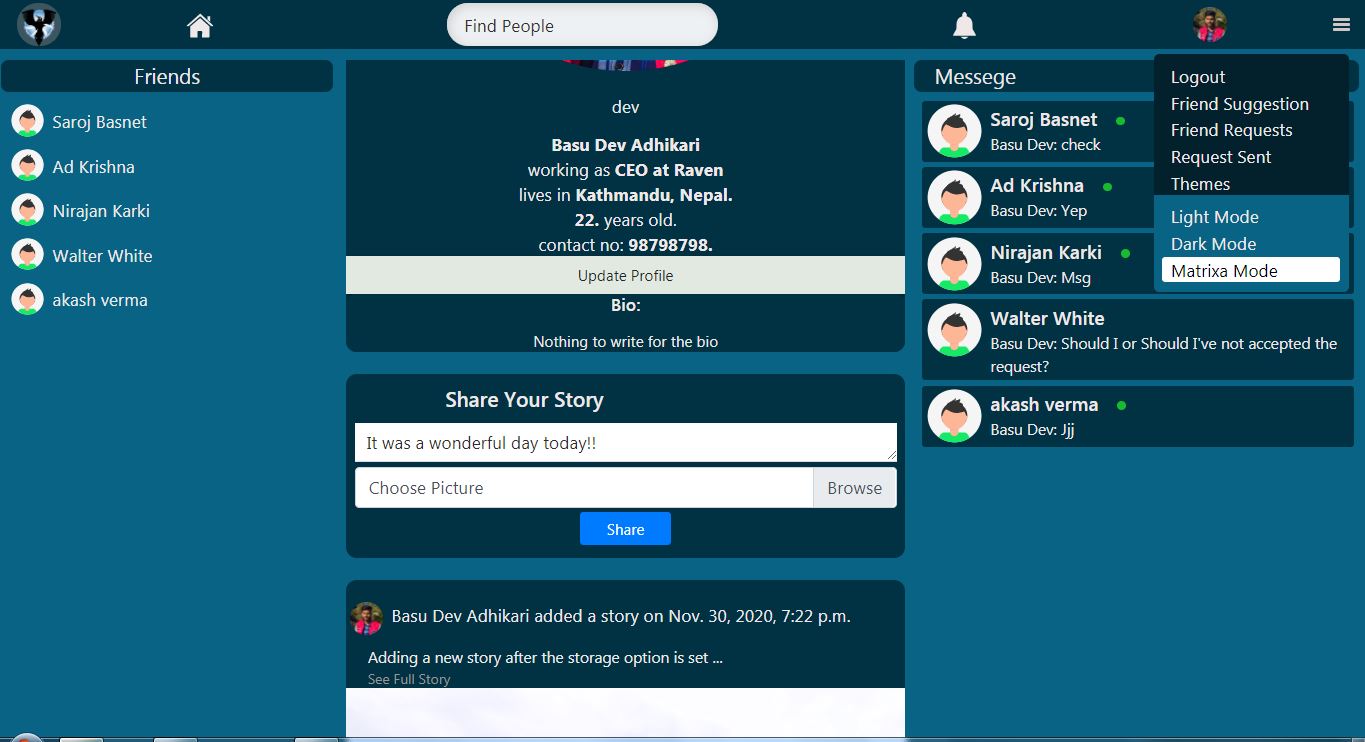 Find People
Friends
Saroj Basnet
Ad Krishna
Nirajan Karki
Walter White
akash verma
dev
Basu Dev Adhikari
working as CEO at Raven
lives in Kathmandu, Nepal.
22. years old.
contact no: 98798798.
Update Profile
Bio:
Nothing to write for the bio
Share Your Story
It was a wonderful day today!!
Choose Picture
Browse
Share
Basu Dev Adhikari added a story on Nov. 30, 2020, 7:22 p.m.
Adding a new story after the storage option is set ...
See Full Story
Messege
Saroj Basnet
Basu Dev: check
Ad Krishna
Basu Dev: Yep
Nirajan Karki
Basu Dev: Msg
Walter White
Basu Dev: Should I or Should I've not accepted the
request?
akash verma
Basu Dev: Jjj
Logout
Friend Suggestion
Friend Requests
Request Sent
Themes
Light Mode
Dark Mode
Matrixa Mode